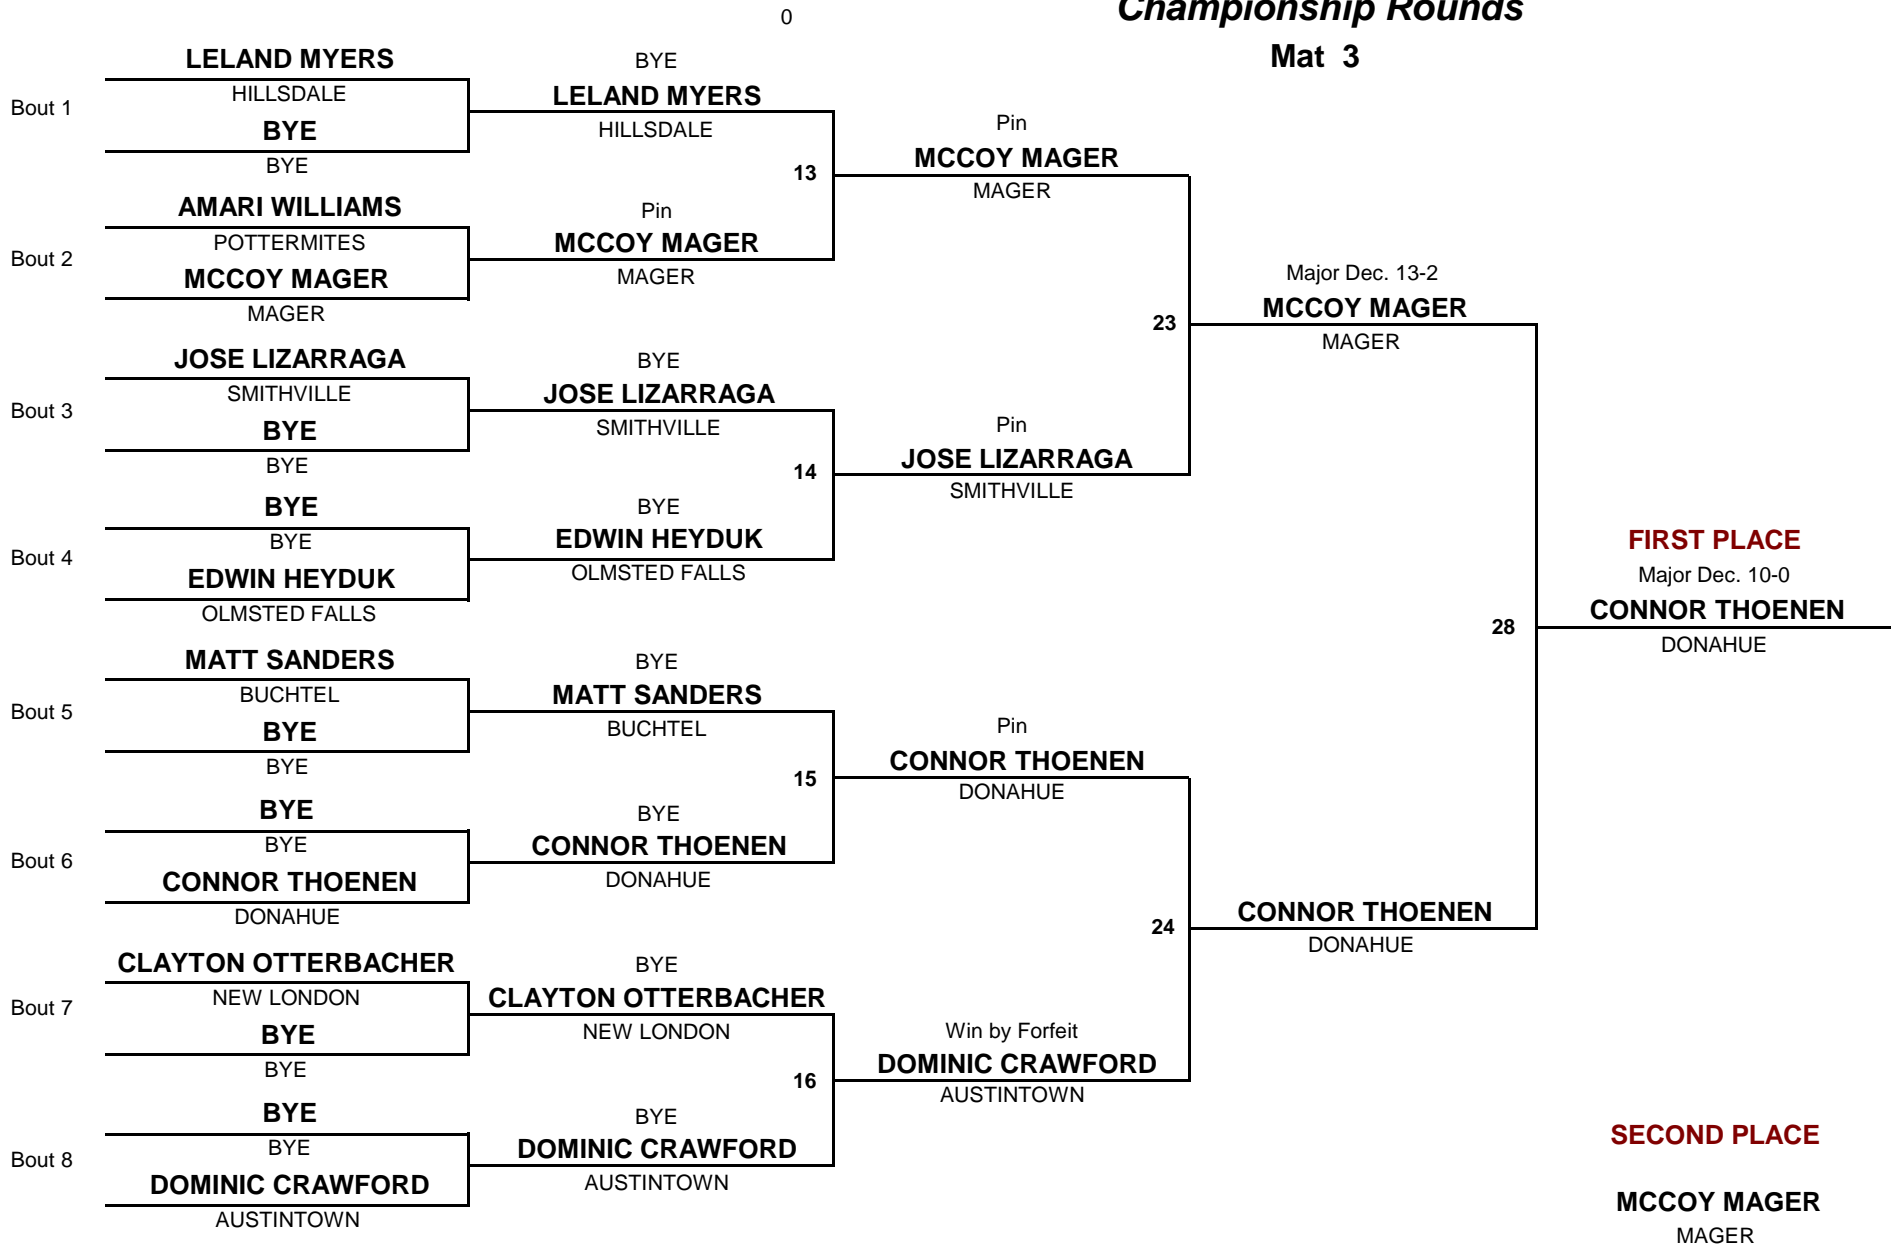 0
Championship Rounds
Mat 3
Bout 1
LELAND MYERS
HILLSDALE
BYE
BYE
Bout 2
AMARI WILLIAMS
POTTERMITES
MCCOY MAGER
MAGER
Bout 3
JOSE LIZARRAGA
SMITHVILLE
BYE
BYE
Bout 4
BYE
BYE
EDWIN HEYDUK
OLMSTED FALLS
Bout 5
MATT SANDERS
BUCHTEL
BYE
BYE
Bout 6
BYE
BYE
CONNOR THOENEN
DONAHUE
Bout 7
CLAYTON OTTERBACHER
NEW LONDON
BYE
BYE
Bout 8
BYE
BYE
DOMINIC CRAWFORD
AUSTINTOWN
BYE
LELAND MYERS
HILLSDALE
13
Pin
MCCOY MAGER
MAGER
BYE
JOSE LIZARRAGA
SMITHVILLE
14
BYE
EDWIN HEYDUK
OLMSTED FALLS
BYE
MATT SANDERS
BUCHTEL
15
BYE
CONNOR THOENEN
DONAHUE
BYE
CLAYTON OTTERBACHER
NEW LONDON
16
BYE
DOMINIC CRAWFORD
AUSTINTOWN
Pin
MCCOY MAGER
MAGER
23
Pin
JOSE LIZARRAGA
SMITHVILLE
Pin
CONNOR THOENEN
DONAHUE
24
Win by Forfeit
DOMINIC CRAWFORD
AUSTINTOWN
Major Dec. 13-2
MCCOY MAGER
MAGER
28
CONNOR THOENEN
DONAHUE
FIRST PLACE
Major Dec. 10-0
CONNOR THOENEN
DONAHUE
SECOND PLACE
MCCOY MAGER
MAGER